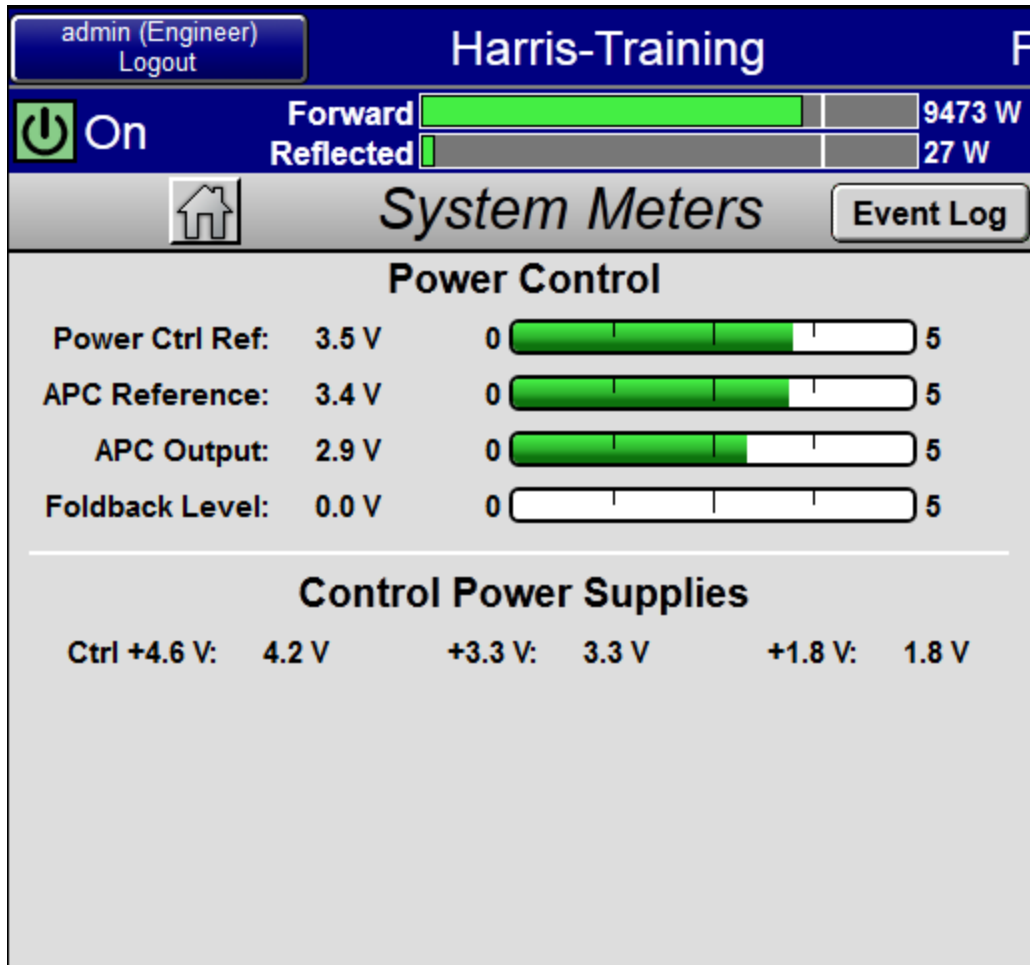 admin (Engineer)
Logout
Harris-Training
F
On
Forward 9473 W
Reflected 27 W
System Meters
Event Log
Power Control
Power Ctrl Ref: 3.5 V 0 5
APC Reference: 3.4 V 0 5
APC Output: 2.9 V 0 5
Foldback Level: 0.0 V 0 5
Control Power Supplies
Ctrl +4.6 V: 4.2 V +3.3 V: 3.3 V +1.8 V: 1.8 V